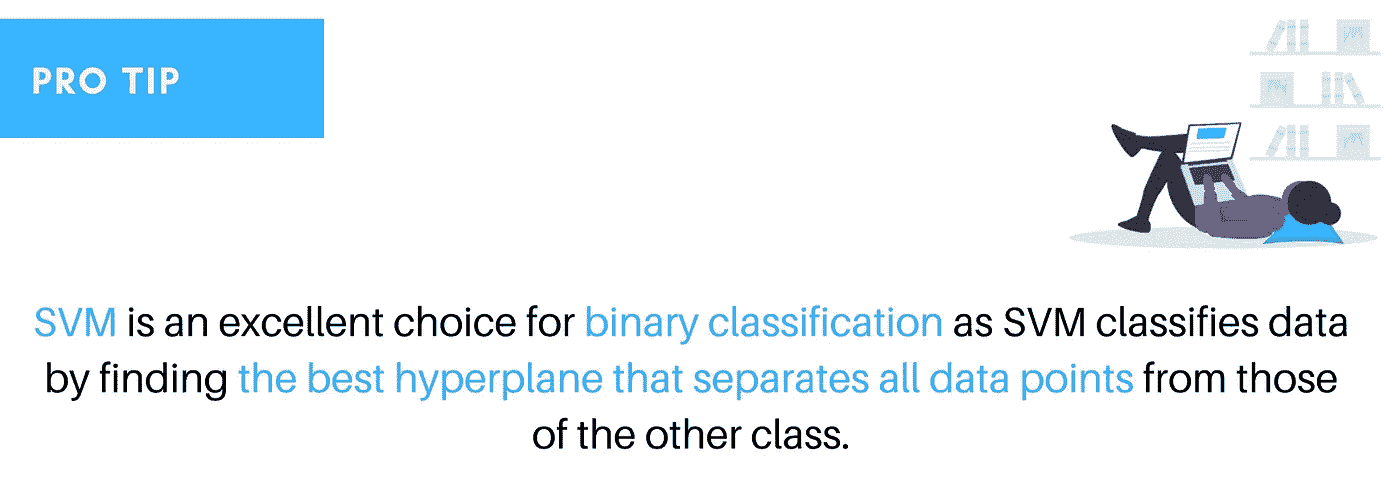 PRO TIP
SVM is an excellent choice for binary classification as SVM classifies data
by finding the best hyperplane that separates all data points from those
of the other class.